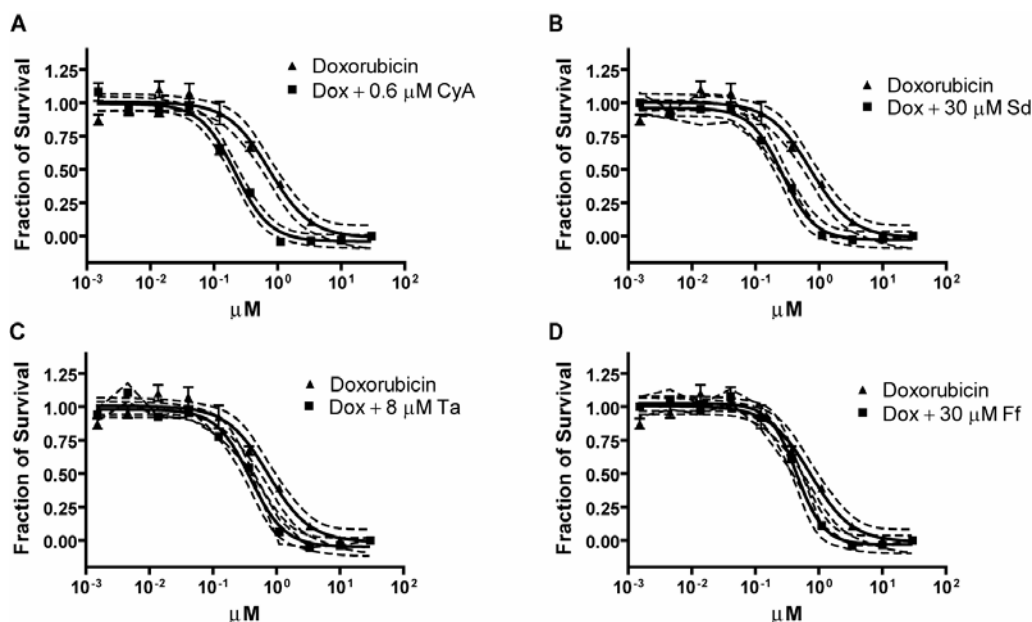 A
Fraction of Survival
1.25
1.00
0.75
0.50
0.25
0.00
Doxorubicin
Dox + 0.6 μM CyA
10⁻³ 10⁻² 10⁻¹ 10⁰ 10¹ 10²
μM
B
Fraction of Survival
1.25
1.00
0.75
0.50
0.25
0.00
Doxorubicin
Dox + 30 μM Sd
10⁻³ 10⁻² 10⁻¹ 10⁰ 10¹ 10²
μM
C
Fraction of Survival
1.25
1.00
0.75
0.50
0.25
0.00
Doxorubicin
Dox + 8 μM Ta
10⁻³ 10⁻² 10⁻¹ 10⁰ 10¹ 10²
μM
D
Fraction of Survival
1.25
1.00
0.75
0.50
0.25
0.00
Doxorubicin
Dox + 30 μM Ff
10⁻³ 10⁻² 10⁻¹ 10⁰ 10¹ 10²
μM